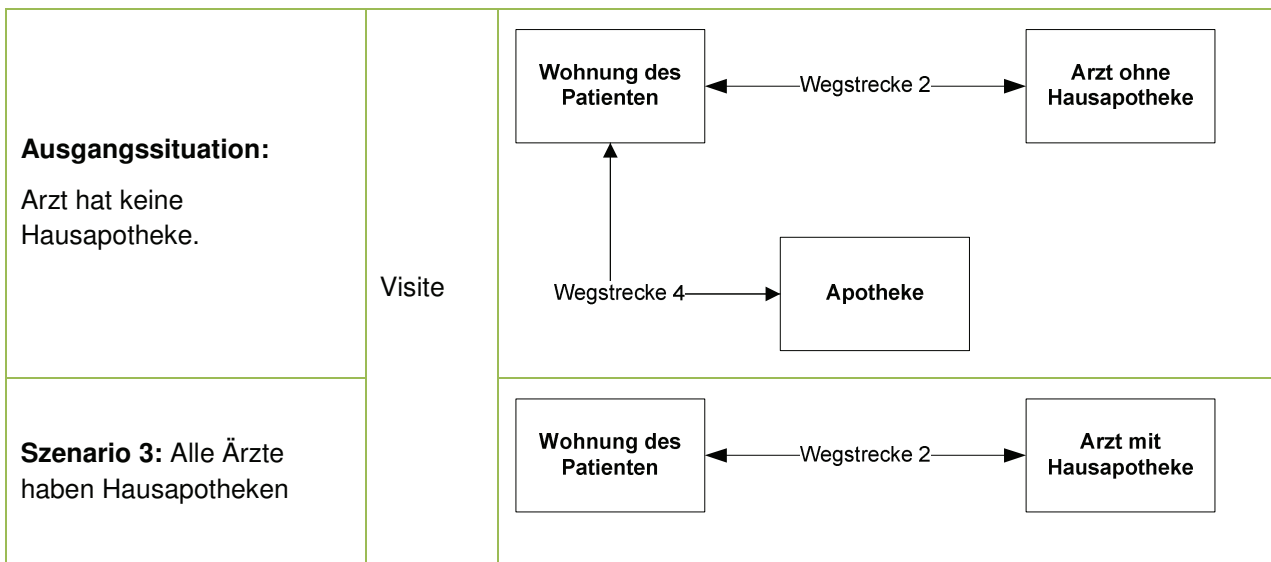 Ausgangssituation:
Arzt hat keine
Hausapotheke.
Visite
Wohnung des
Patienten
Wegstrecke 2
Arzt ohne
Hausapotheke
Wegstrecke 4
Apotheke
Szenario 3: Alle Ärzte
haben Hausapotheken
Wohnung des
Patienten
Wegstrecke 2
Arzt mit
Hausapotheke